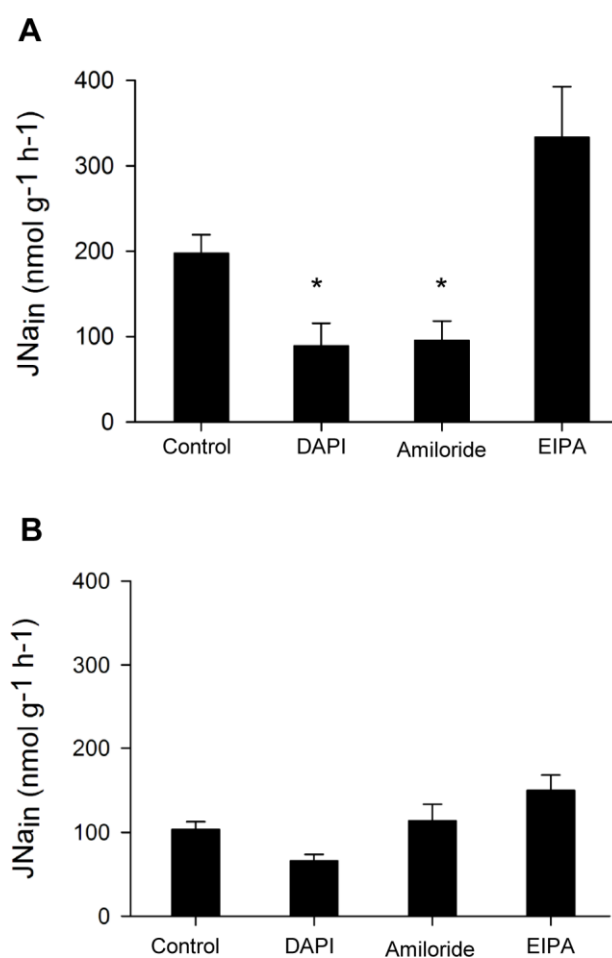 A
400
300
200
100
0
JNain (nmol g-1 h-1)
* *
Control DAPI Amiloride EIPA
B
400
300
200
100
0
JNain (nmol g-1 h-1)
Control DAPI Amiloride EIPA